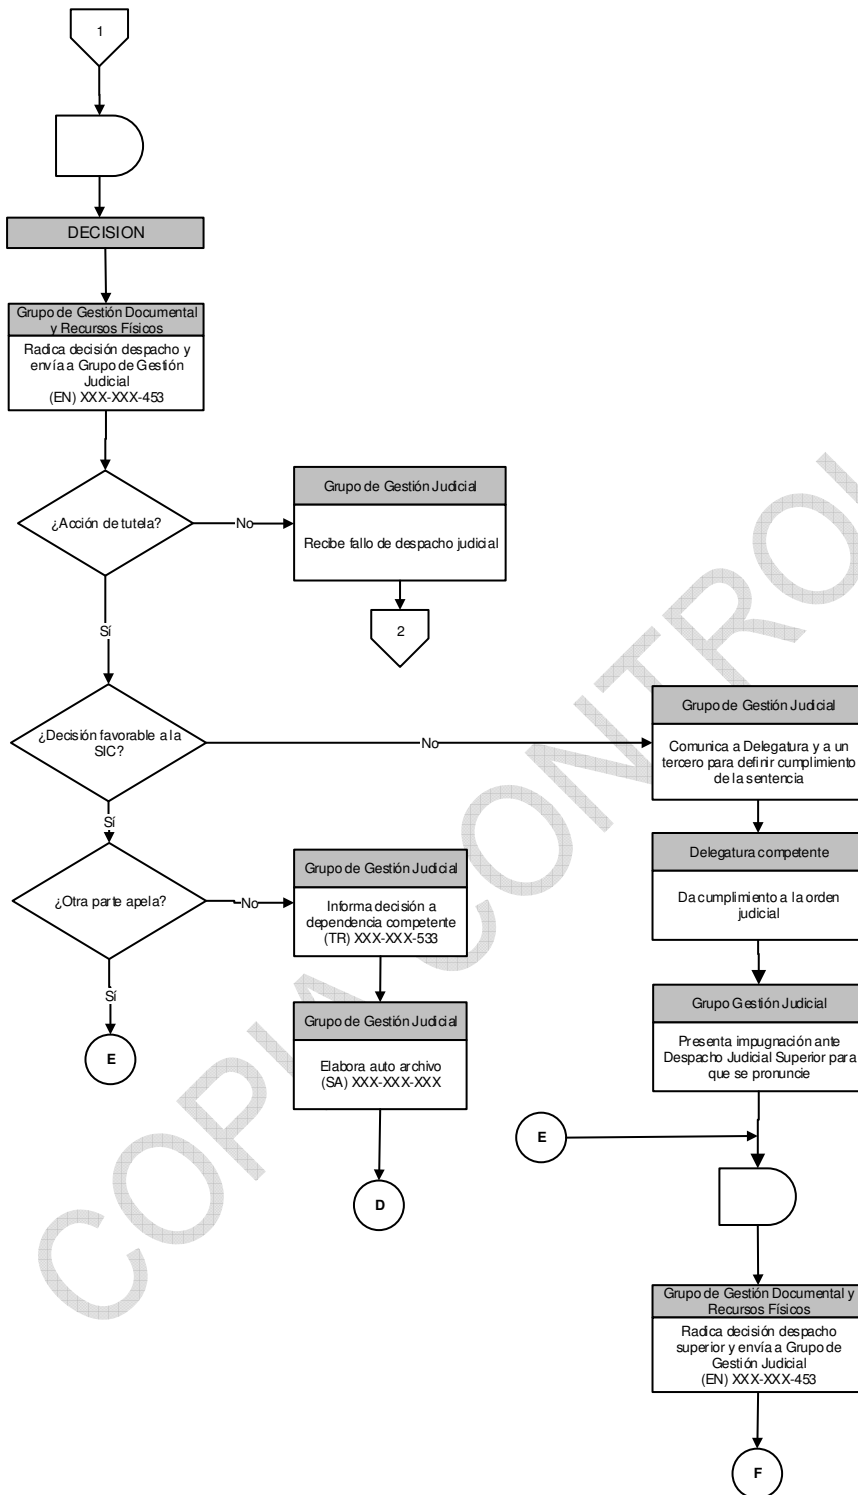 1
DECISION
Grupo de Gestión Documental
y Recursos Físicos
Radica decisión despacho y
envía a Grupo de Gestión
Judicial
(EN) XXX-XXX-453
¿Acción de tutela?
No
Grupo de Gestión Judicial
Recibe fallo de despacho judicial
2
Sí
¿Decisión favorable a la
SIC?
No
Grupo de Gestión Judicial
Comunica a Delegatura y a un
tercero para definir cumplimiento
de la sentencia
Sí
Delegatura competente
Da cumplimiento a la orden
judicial
¿Otra parte apela?
No
Grupo de Gestión Judicial
Informa decisión a
dependencia competente
(TR) XXX-XXX-533
Sí
E
Grupo de Gestión Judicial
Elabora auto archivo
(SA) XXX-XXX-XXX
D
Grupo Gestión Judicial
Presenta impugnación ante
Despacho Judicial Superior para
que se pronuncie
E
Grupo de Gestión Documental y
Recursos Físicos
Radica decisión despacho
superior y envía a Grupo de
Gestión Judicial
(EN) XXX-XXX-453
F
COPIA CONTROL